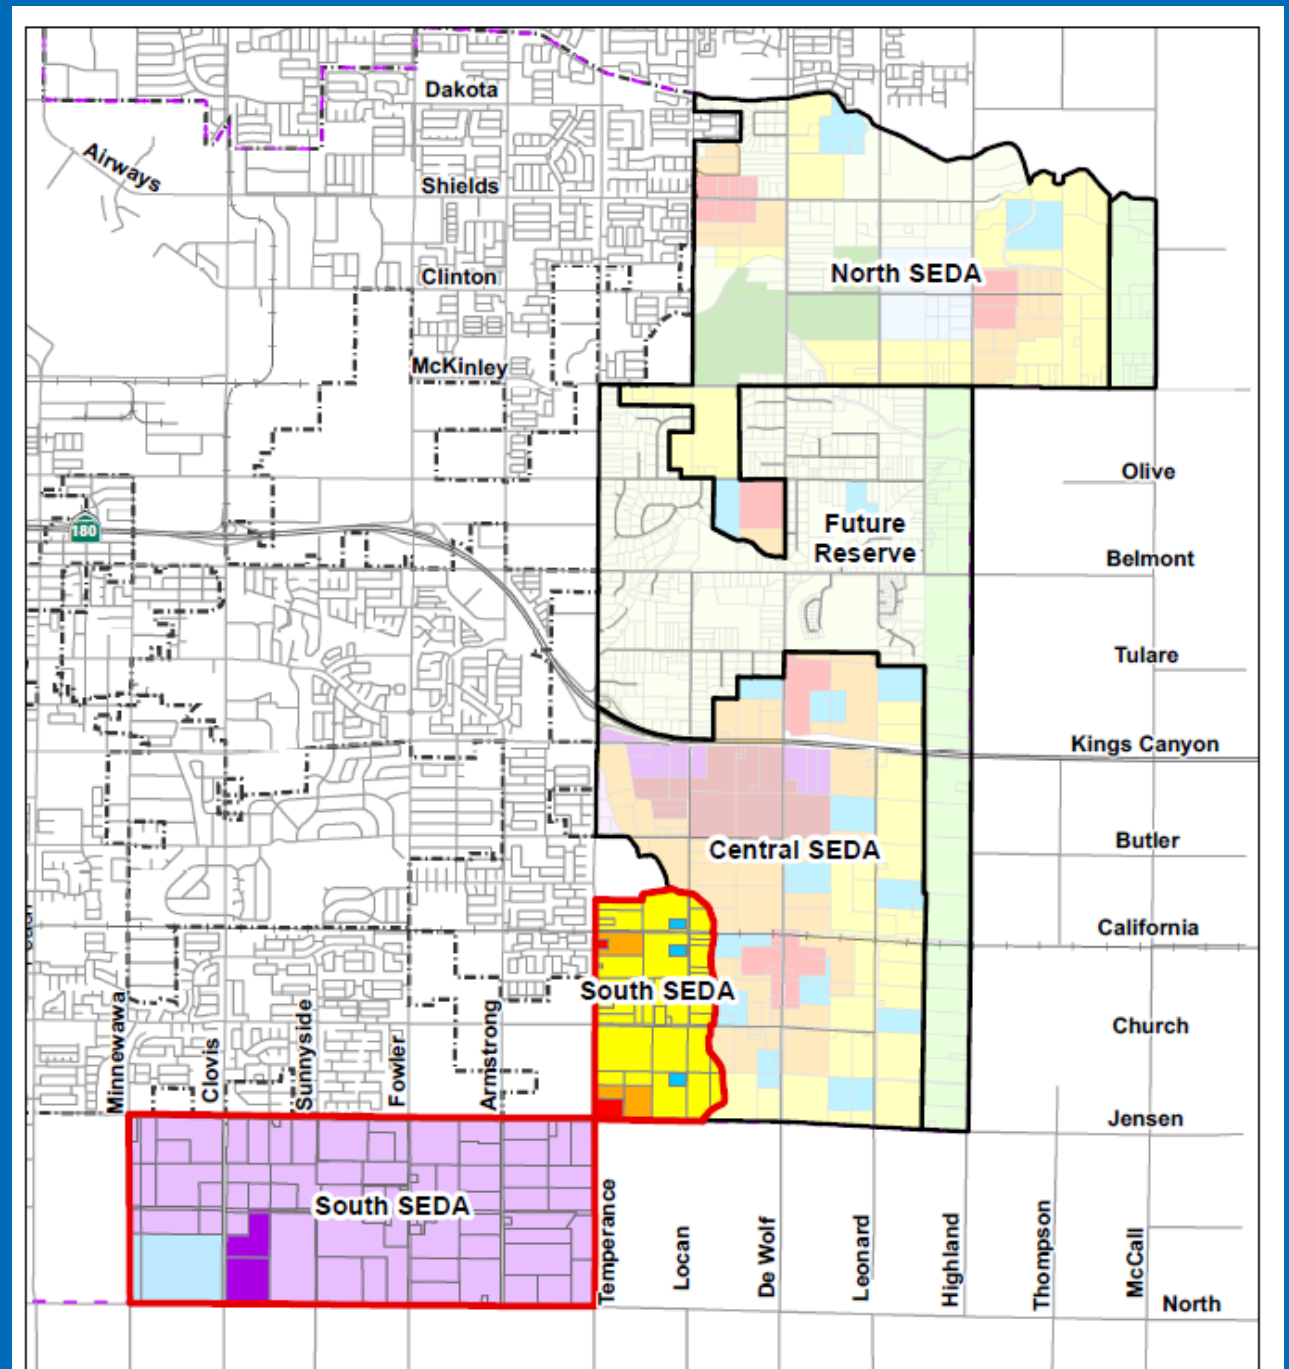 Dakota
Airways
Shields
Clinton
North SEDA
McKinley
Olive
180
Future
Reserve
Belmont
Tulare
Kings Canyon
Butler
Central SEDA
California
South SEDA
Minnewawa
Clovis
Sunnyside
Fowler
Armstrong
Church
Jensen
South SEDA
Temperance
Locan
De Wolf
Leonard
Highland
Thompson
McCall
North